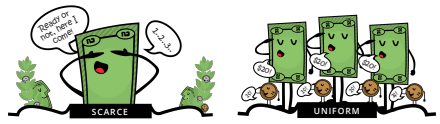 Ready or
not, here I
come!
1..2..3..
SCARCE
$20!
$20!
$20!
UNIFORM